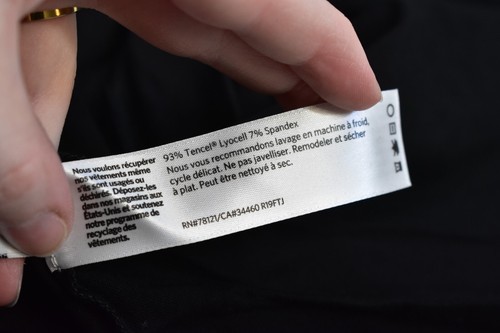 Nous voulons récupérer
nos vêtements même
s'ils sont usagés ou
déchirés. Déposez-les
dans nos magasins aux
États-Unis et soutenez
notre programme de
recyclage des
vêtements.
93% Tencel® Lyocell 7% Spandex
Nous vous recommandons lavage en machine à froid,
cycle délicat. Ne pas javelliser. Remodeler et sécher
à plat. Peut être nettoyé à sec.
RN#78121/CA#34460 R19FTJ